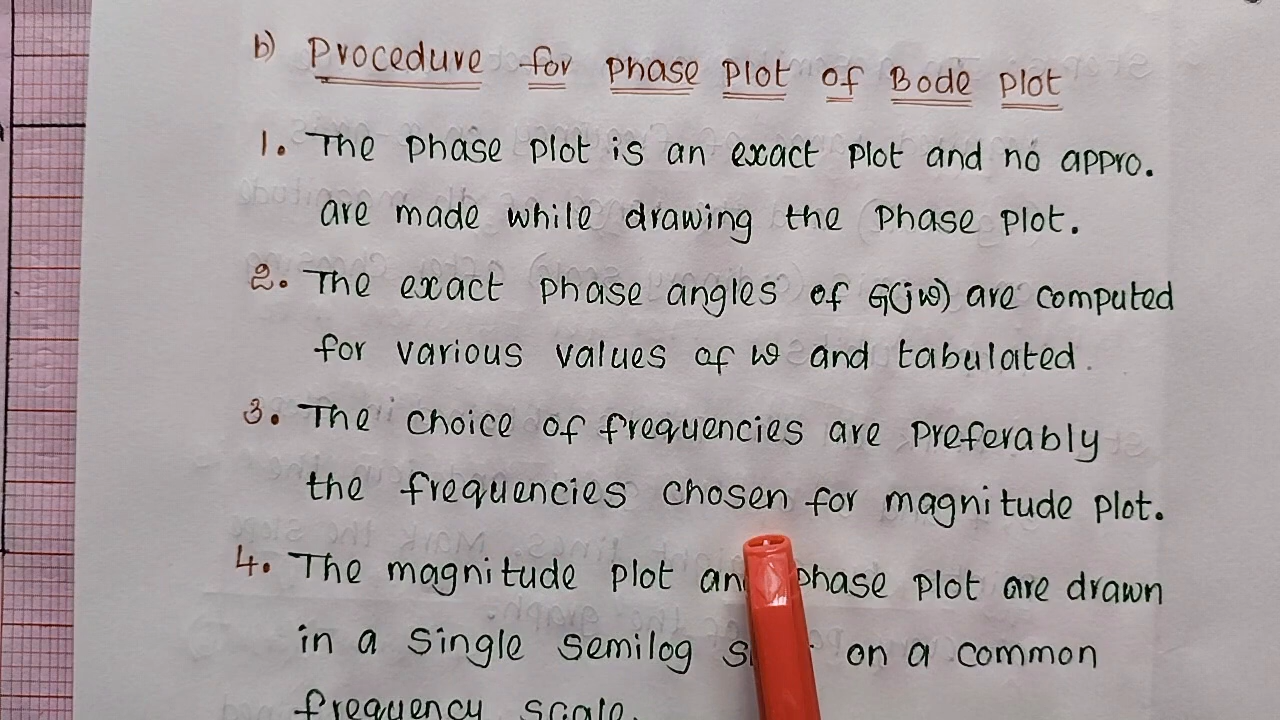 b) Procedure for phase plot of Bode plot
1. The phase plot is an exact plot and no appro.
are made while drawing the phase plot.
2. The exact phase angles of G(jω) are computed
for various values of ω and tabulated.
3. The choice of frequencies are preferably
the frequencies chosen for magnitude plot.
4. The magnitude plot phase plot are drawn
in a single semilog on a common
frequency scale.